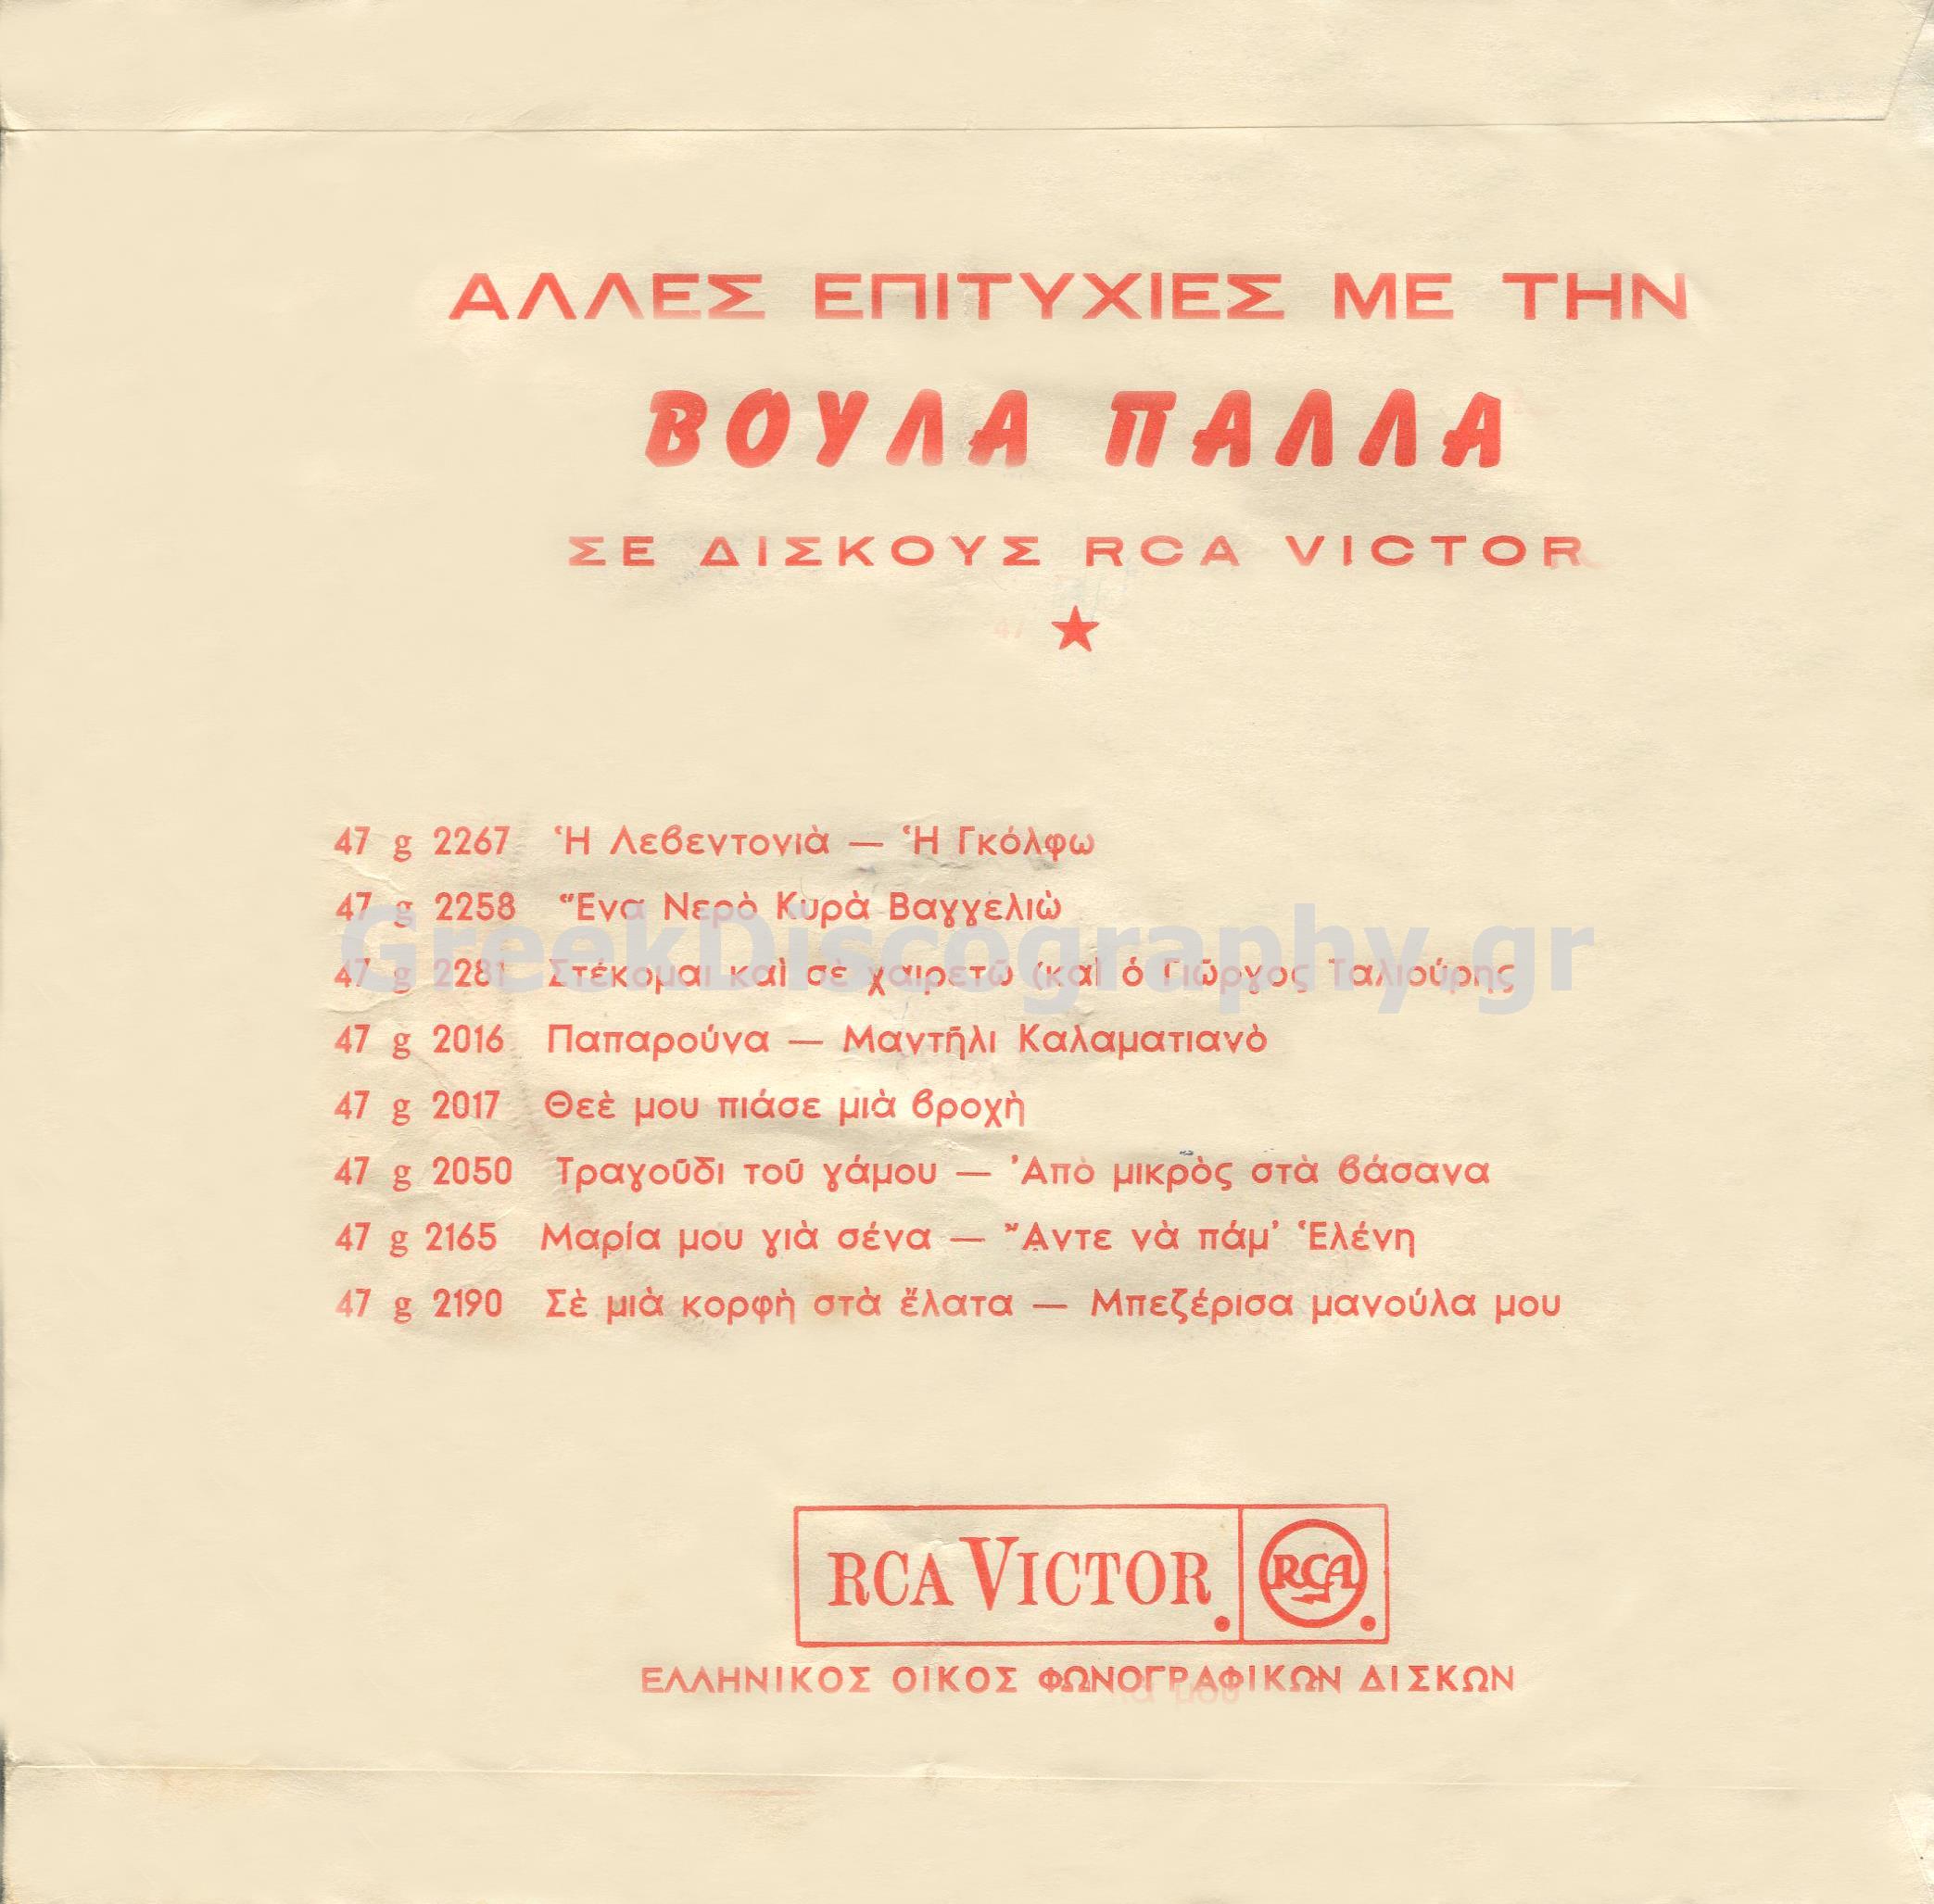 ΑΛΛΕΣ ΕΠΙΤΥΧΙΕΣ ΜΕ ΤΗΝ
ΒΟΥΛΑ ΠΑΛΛΑ
ΣΕ ΔΙΣΚΟΥΣ RCA VICTOR
47 g 2267 Ἡ Λεβεντονιὰ — Ἡ Γκόλφω
47 g 2258 Ἕνα Νερὸ Κυρὰ Βαγγελιὼ
GreekDiscography.gr
47 g 2281 Στέκομαι καὶ σὲ χαιρετῶ (καὶ ὁ Γιῶργος Ταλιούρης
47 g 2016 Παπαρούνα — Μαντῆλι Καλαματιανὸ
47 g 2017 Θεὲ μου πιάσε μιὰ βροχὴ
47 g 2050 Τραγοῦδι τοῦ γάμου — Ἀπὸ μικρὸς στὰ βάσανα
47 g 2165 Μαρία μου γιὰ σένα — Ἄντε νὰ πάμ' Ἑλένη
47 g 2190 Σὲ μιὰ κορφὴ στὰ ἔλατα — Μπεζέρισα μανούλα μου
RCA VICTOR RCA
ΕΛΛΗΝΙΚΟΣ ΟΙΚΟΣ ΦΩΝΟΓΡΑΦΙΚΩΝ ΔΙΣΚΩΝ